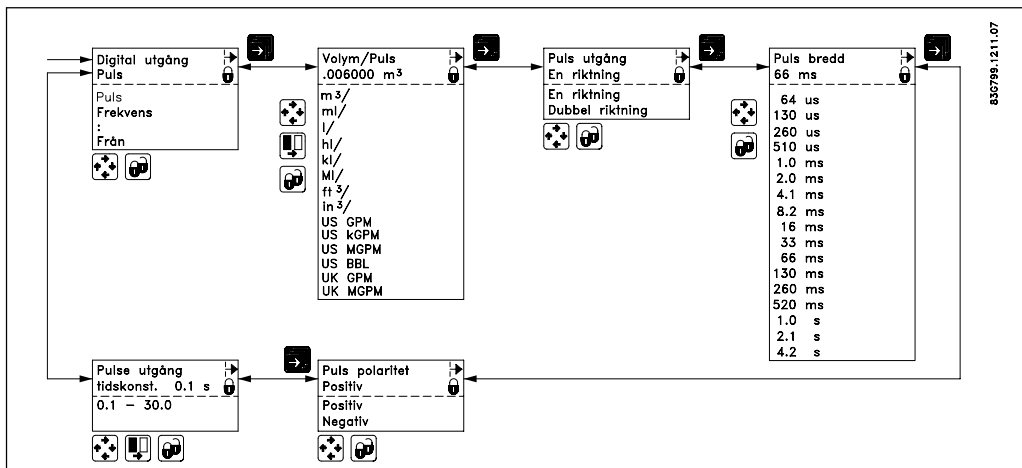 Digital utgång
Puls
Puls
Frekvens
:
Från
Volym/Puls
.006000 m³
m³/
ml/
l/
hl/
kl/
Ml/
ft³/
in³/
US GPM
US kGPM
US MGPM
US BBL
UK GPM
UK MGPM
Puls utgång
En riktning
En riktning
Dubbel riktning
Puls bredd
66 ms
64 us
130 us
260 us
510 us
1.0 ms
2.0 ms
4.1 ms
8.2 ms
16 ms
33 ms
66 ms
130 ms
260 ms
520 ms
1.0 s
2.1 s
4.2 s
83G799.1211.07
Pulse utgång
tidskonst. 0.1 s
0.1 – 30.0
Puls polaritet
Positiv
Positiv
Negativ